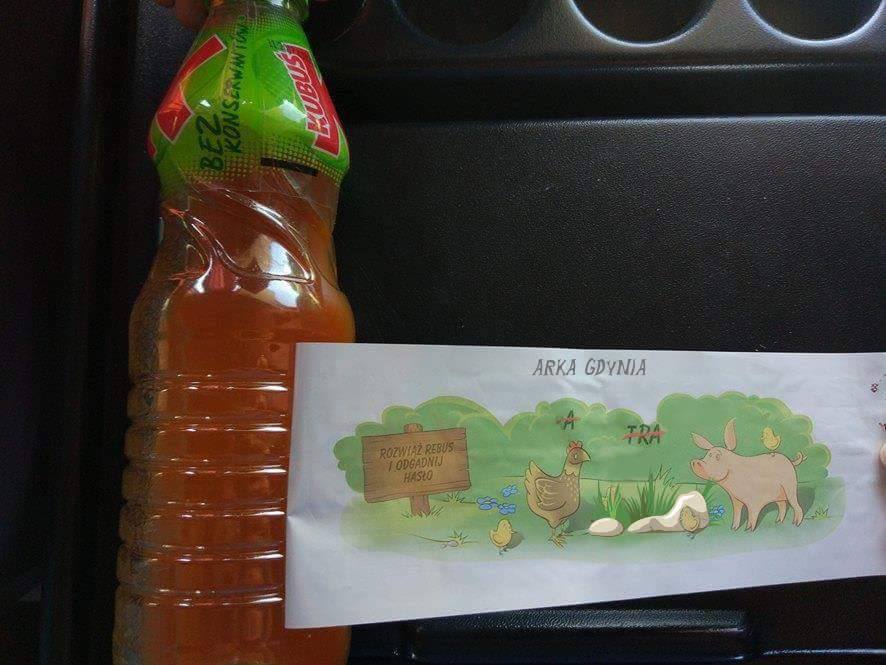 BEZ
KONSERWANTÓW
KUBUŚ
ARKA GDYNIA
ROZWIĄŻ REBUS
I ODGADNIJ
HASŁO
A
TRA